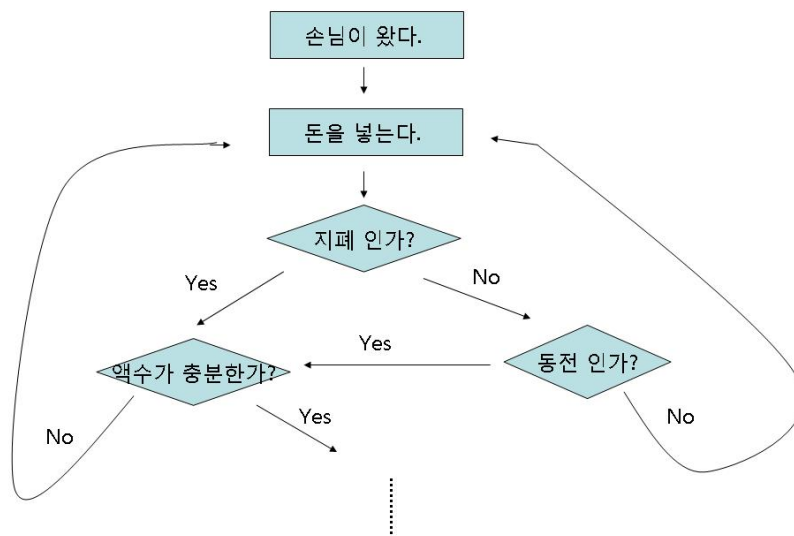 손님이 왔다.
돈을 넣는다.
지폐 인가?
Yes
No
액수가 충분한가?
Yes
동전 인가?
No
Yes
No